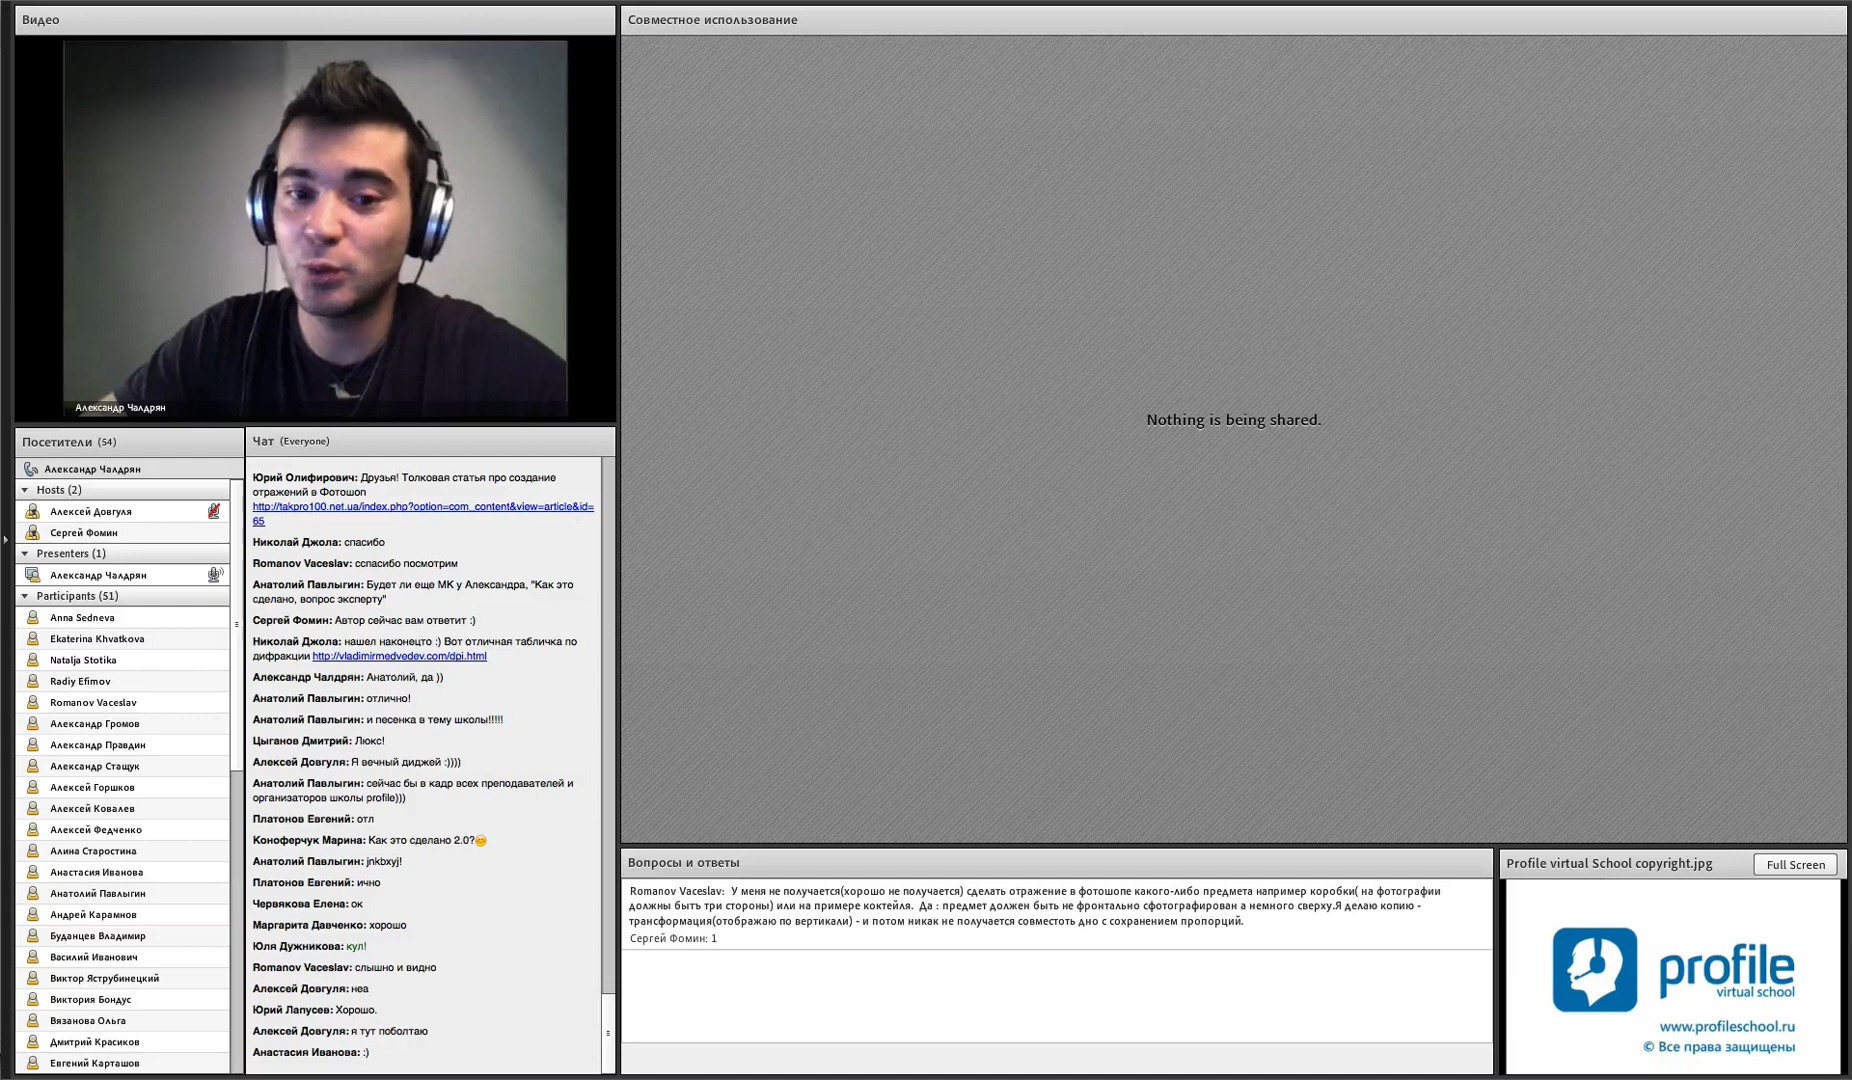 Видео
Александр Чалдрян
Посетители (54)
Александр Чалдрян
Hosts (2)
Алексей Довгуля
Сергей Фомин
Presenters (1)
Александр Чалдрян
Participants (51)
Anna Sedneva
Ekaterina Khvatkova
Natalja Stotika
Radiy Efimov
Romanov Vaceslav
Александр Громов
Александр Правдин
Александр Стащук
Алексей Горшков
Алексей Ковалев
Алексей Федченко
Алина Старостина
Анастасия Иванова
Анатолий Павлыгин
Андрей Карамнов
Буданцев Владимир
Василий Иванович
Виктор Яструбинецкий
Виктория Бондус
Вязанова Ольга
Дмитрий Красиков
Евгений Карташов
Чат (Everyone)
Юрий Олифирович: Друзья! Толковая статья про создание
отражений в Фотошоп
http://takpro100.net.ua/index.php?option=com_content&view=article&id=
65
Николай Джола: спасибо
Romanov Vaceslav: сспасибо посмотрим
Анатолий Павлыгин: Будет ли еще МК у Александра, "Как это
сделано, вопрос эксперту"
Сергей Фомин: Автор сейчас вам ответит :)
Николай Джола: нашел наконецто :) Вот отличная табличка по
дифракции http://vladimirmedvedev.com/dpi.html
Александр Чалдрян: Анатолий, да ))
Анатолий Павлыгин: отлично!
Анатолий Павлыгин: и песенка в тему школы!!!!!
Цыганов Дмитрий: Люкс!
Алексей Довгуля: Я вечный диджей :))))
Анатолий Павлыгин: сейчас бы в кадр всех преподавателей и
организаторов школы profile)))
Платонов Евгений: отл
Коноферчук Марина: Как это сделано 2.0?😊
Анатолий Павлыгин: jnkbxyj!
Платонов Евгений: ично
Червякова Елена: ок
Маргарита Давченко: хорошо
Юля Дужникова: кул!
Romanov Vaceslav: слышно и видно
Алексей Довгуля: неа
Юрий Лапусев: Хорошо.
Алексей Довгуля: я тут поболтаю
Анастасия Иванова: :)
Совместное использование
Nothing is being shared.
Вопросы и ответы
Romanov Vaceslav: У меня не получается(хорошо не получается) сделать отражение в фотошопе какого-либо предмета например коробки( на фотографии
должны бытъ три стороны) или на примере коктейля. Да : предмет должен быть не фронтально сфотографирован а немного сверху.Я делаю копию -
трансформация(отображаю по вертикали) - и потом никак не получается совместоть дно с сохранением пропорций.
Сергей Фомин: 1
Profile virtual School copyright.jpg
Full Screen
profile
virtual school
www.profileschool.ru
© Все права защищены